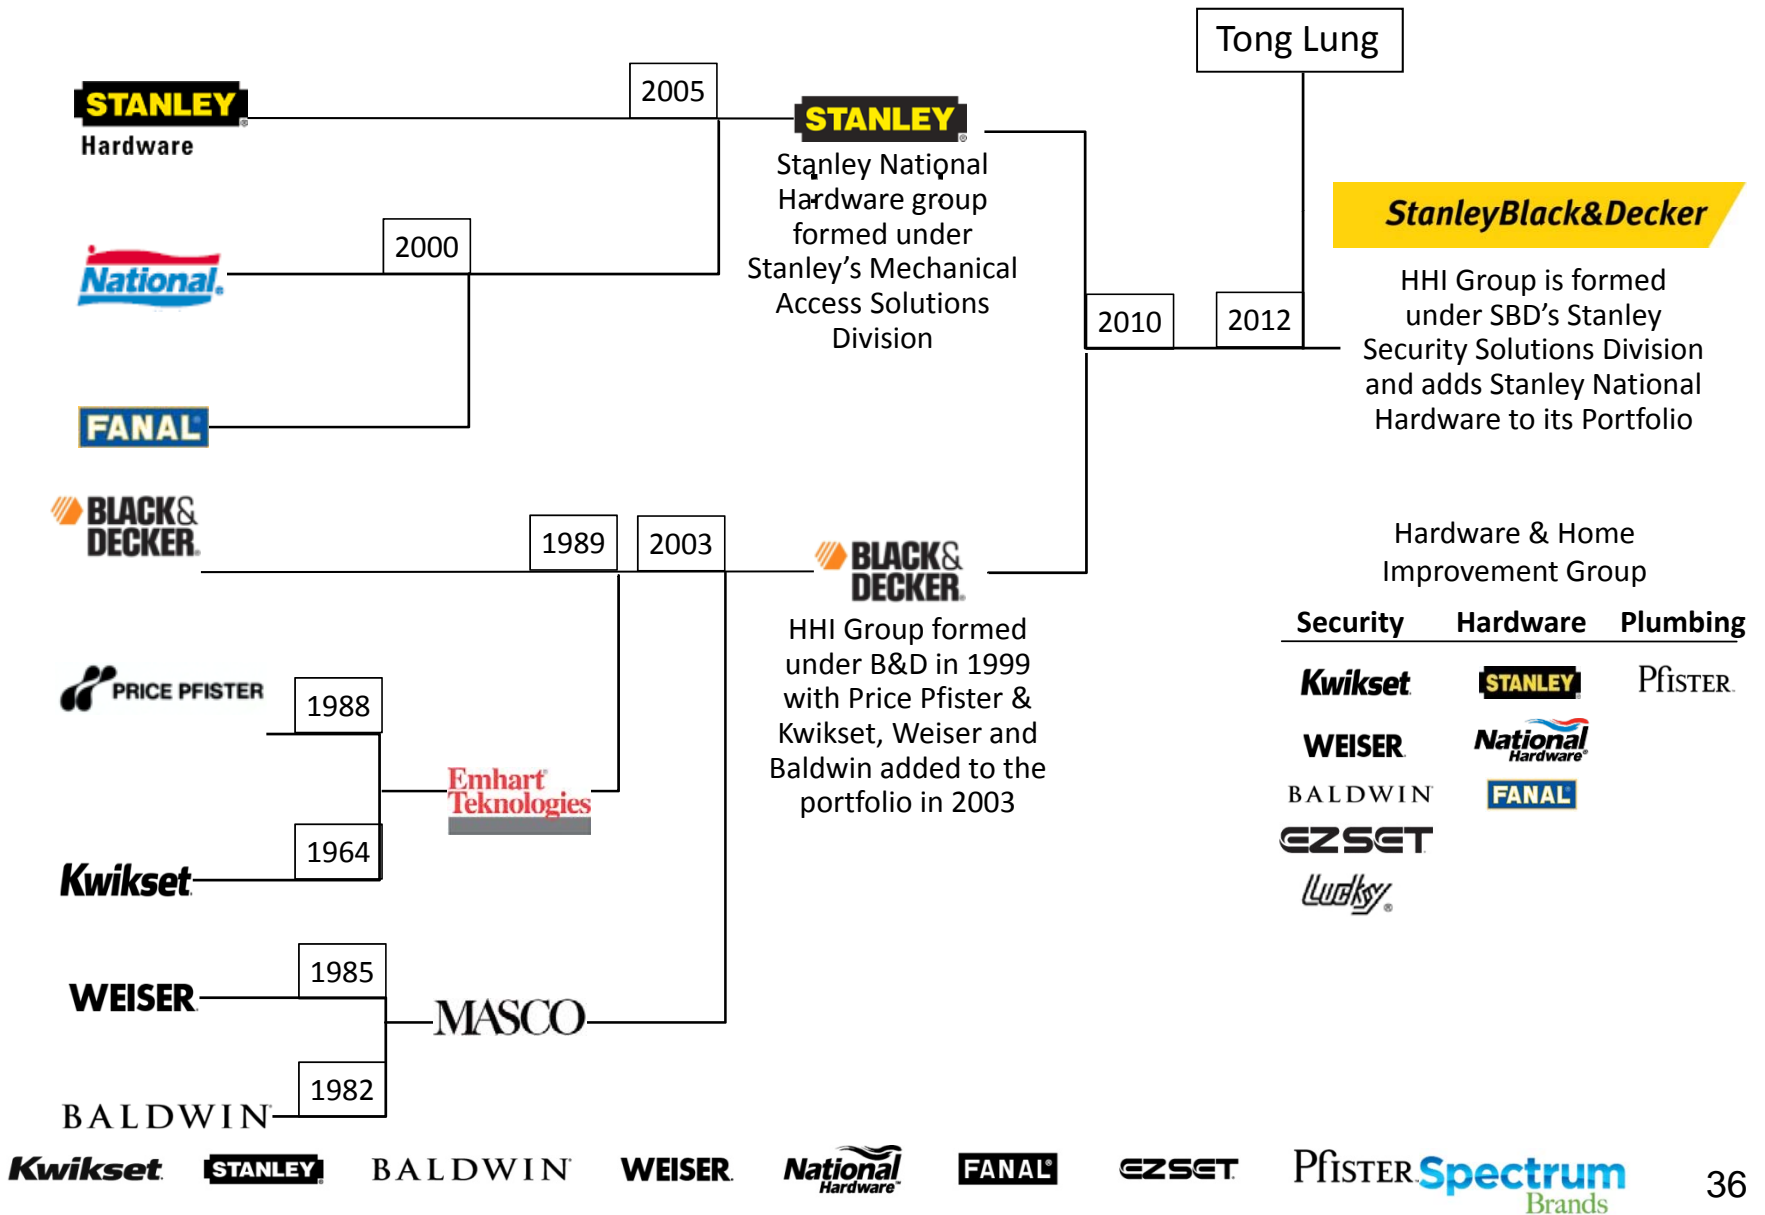 Tong Lung
2005
STANLEY®
Hardware
STANLEY®
Stanley National
Hardware group
formed under
Stanley's Mechanical
Access Solutions
Division
2000
National.
FANAL®
2010
2012
StanleyBlack&Decker
HHI Group is formed
under SBD's Stanley
Security Solutions Division
and adds Stanley National
Hardware to its Portfolio
BLACK&
DECKER.
1989
2003
BLACK&
DECKER.
HHI Group formed
under B&D in 1999
with Price Pfister &
Kwikset, Weiser and
Baldwin added to the
portfolio in 2003
PRICE PFISTER
1988
Emhart
Teknologies
1964
Kwikset
1985
WEISER
MASCO
1982
BALDWIN
Hardware & Home
Improvement Group
Security Hardware Plumbing
Kwikset STANLEY Pfister
WEISER National Hardware®
BALDWIN FANAL®
EZSET
Lucky®
Kwikset STANLEY BALDWIN WEISER National Hardware FANAL® EZSET Pfister Spectrum Brands 36